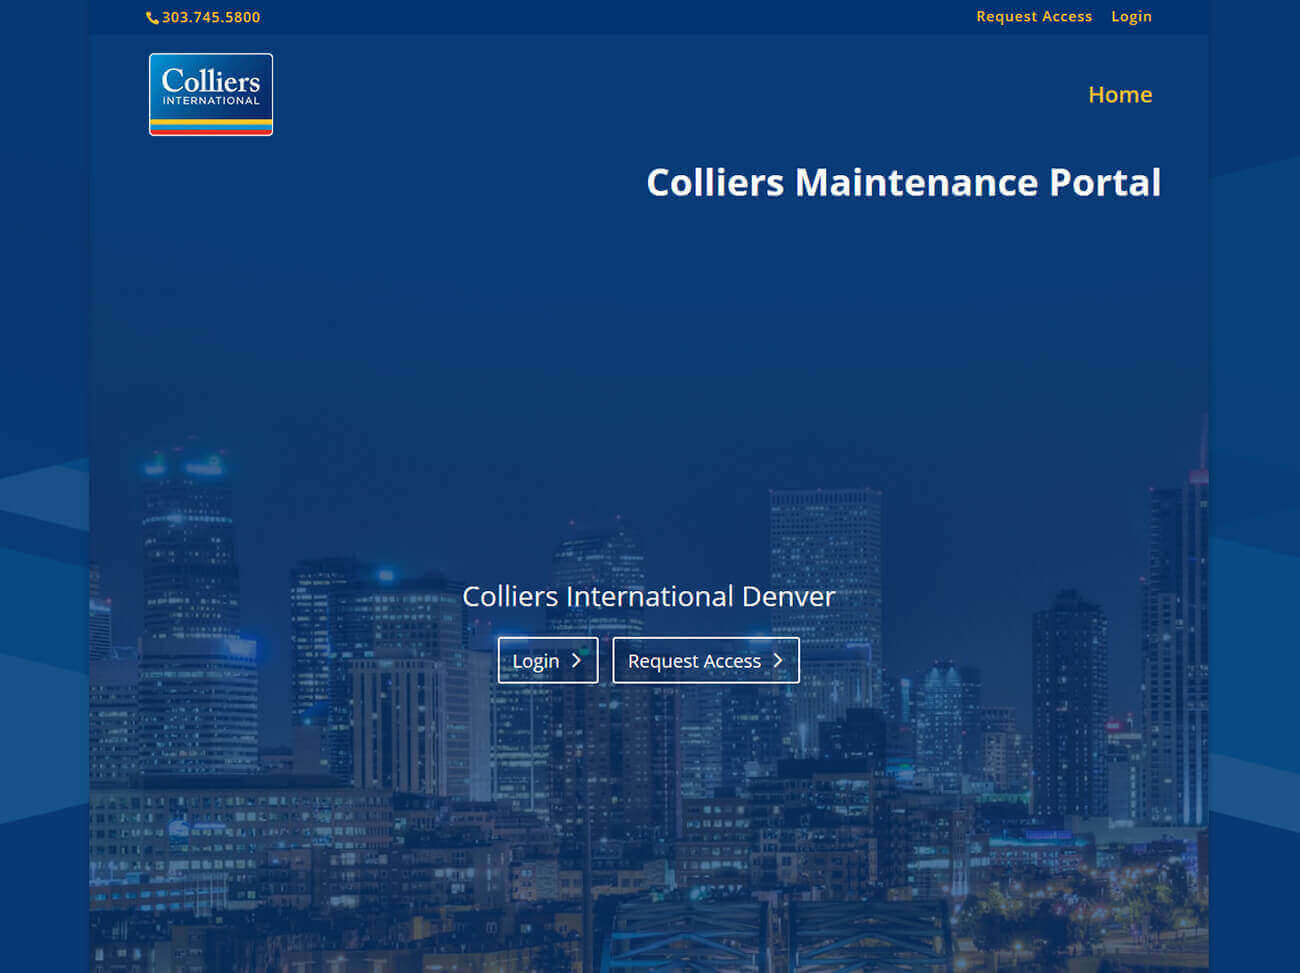 303.745.5800
Request Access
Login
Colliers
INTERNATIONAL
Home
Colliers Maintenance Portal
Colliers International Denver
Login
Request Access